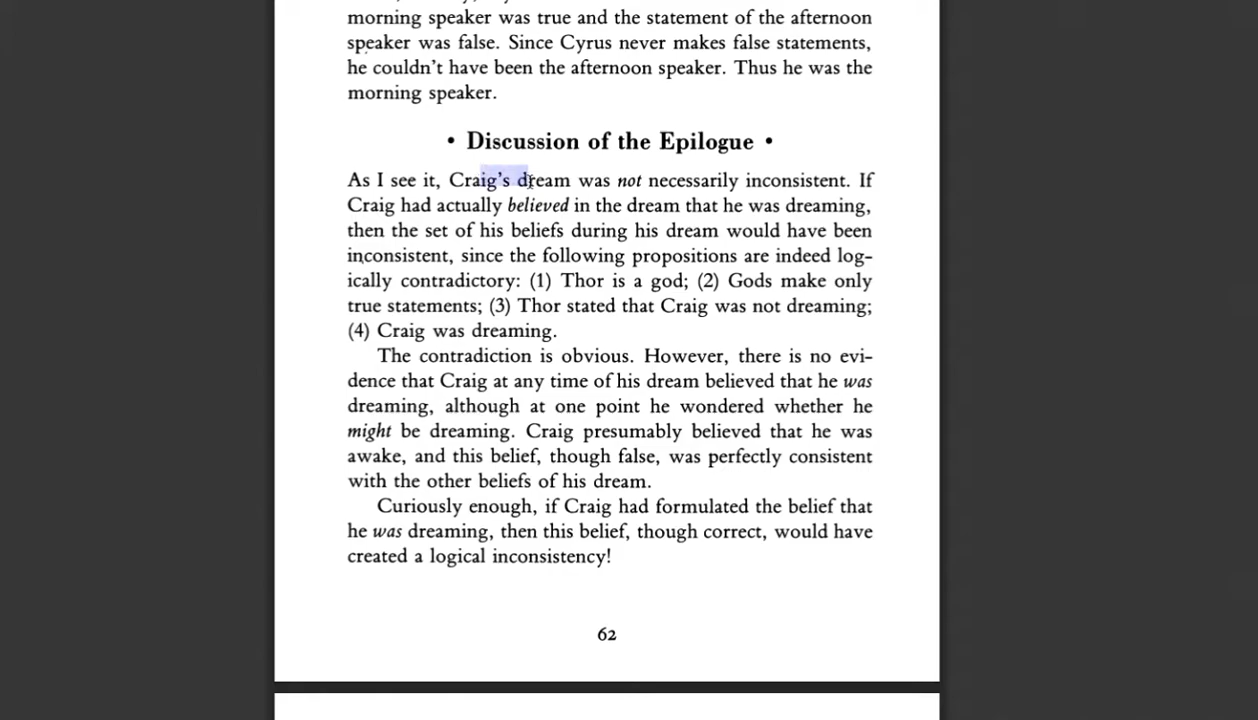 morning speaker was true and the statement of the afternoon
speaker was false. Since Cyrus never makes false statements,
he couldn't have been the afternoon speaker. Thus he was the
morning speaker.
• Discussion of the Epilogue •
As I see it, Craig's dream was not necessarily inconsistent. If
Craig had actually believed in the dream that he was dreaming,
then the set of his beliefs during his dream would have been
inconsistent, since the following propositions are indeed log-
ically contradictory: (1) Thor is a god; (2) Gods make only
true statements; (3) Thor stated that Craig was not dreaming;
(4) Craig was dreaming.
The contradiction is obvious. However, there is no evi-
dence that Craig at any time of his dream believed that he was
dreaming, although at one point he wondered whether he
might be dreaming. Craig presumably believed that he was
awake, and this belief, though false, was perfectly consistent
with the other beliefs of his dream.
Curiously enough, if Craig had formulated the belief that
he was dreaming, then this belief, though correct, would have
created a logical inconsistency!
62